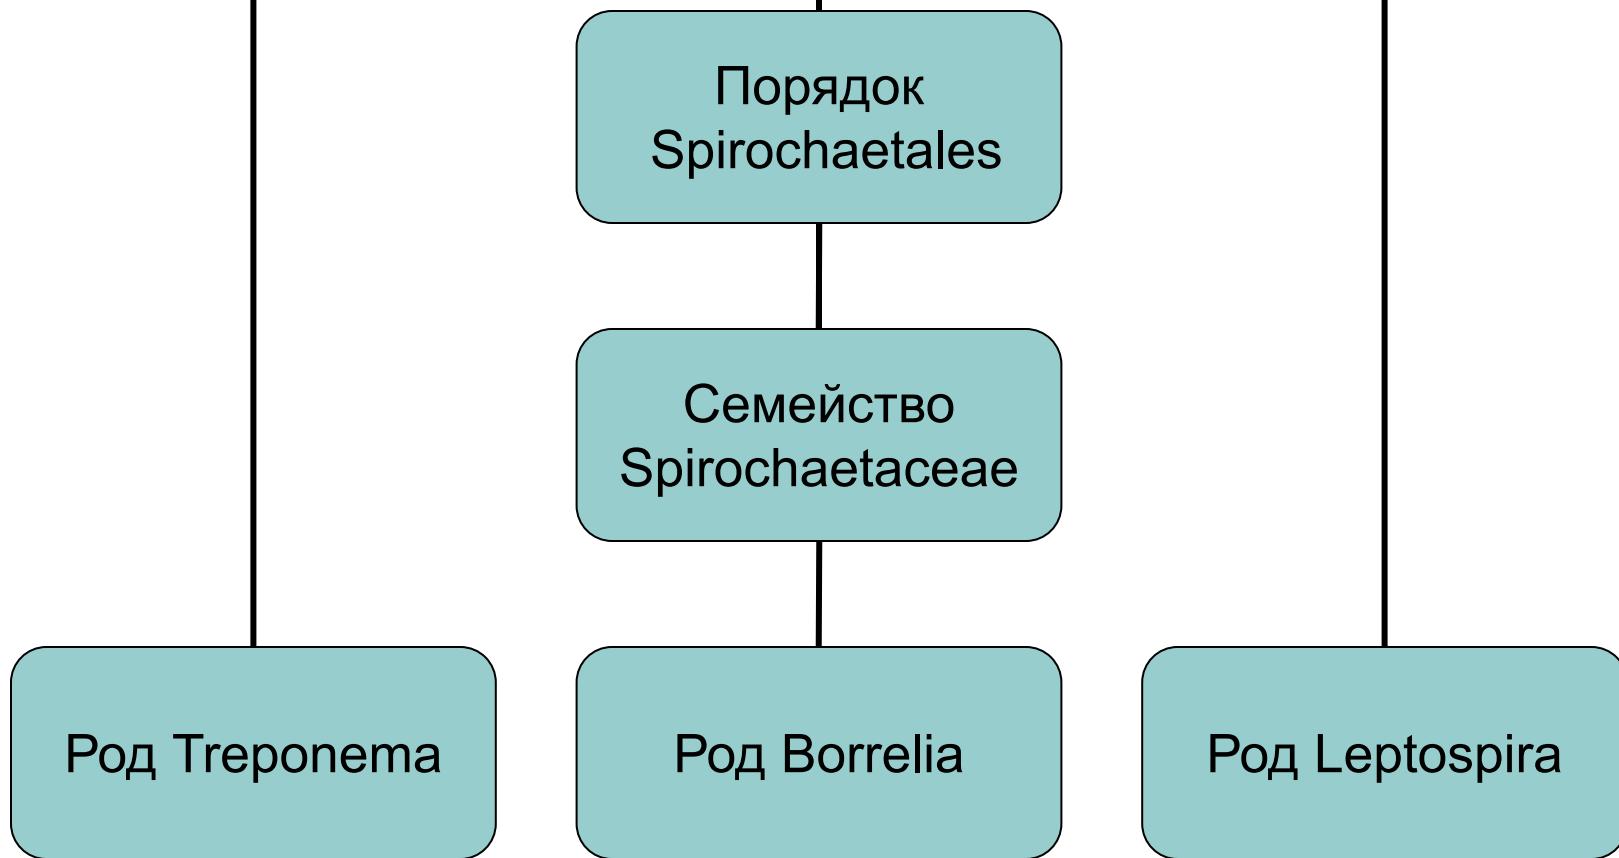 Порядок
Spirochaetales
Семейство
Spirochaetaceae
Род Treponema
Род Borrelia
Род Leptospira